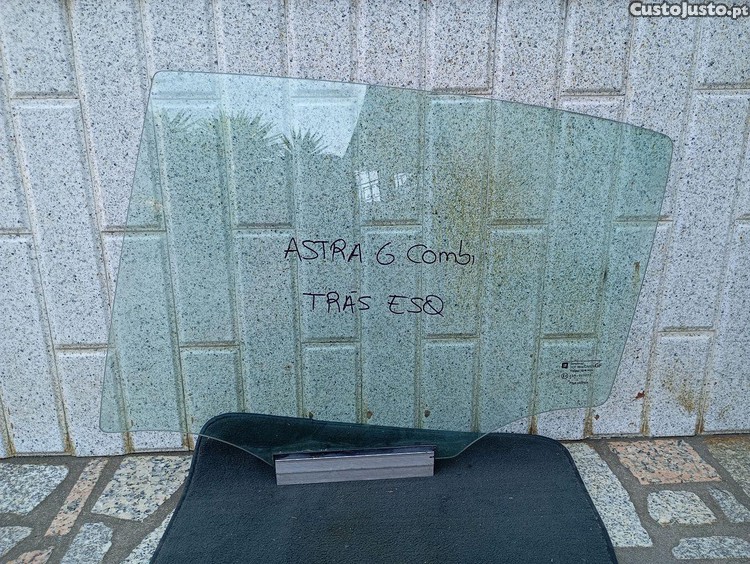 CustoJusto.pt
ASTRA G Combi
TRÁS ESQ